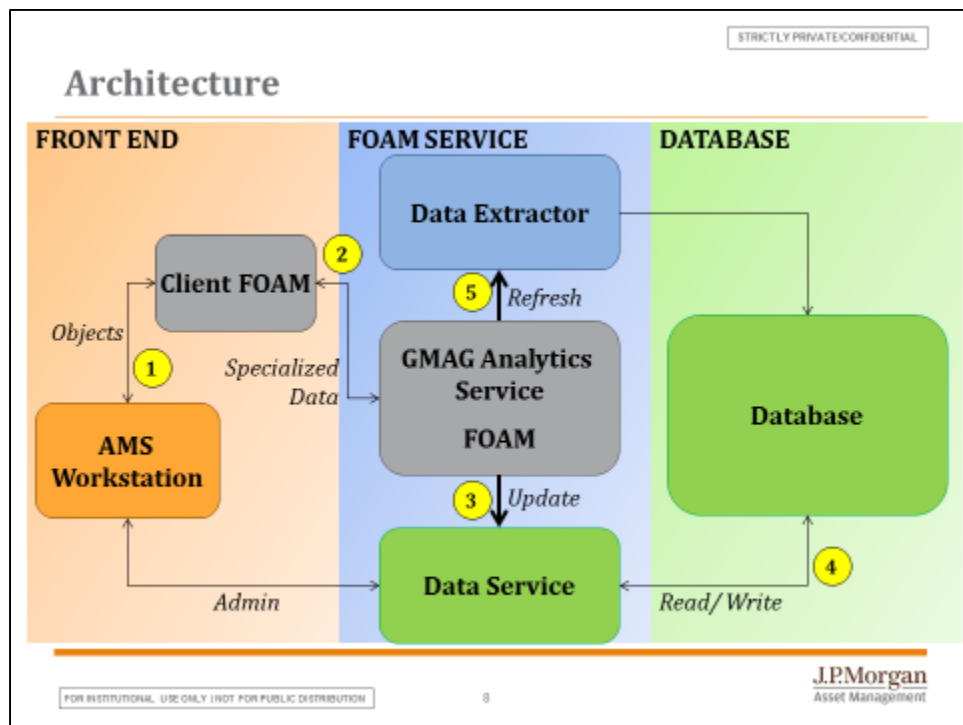 STRICTLY PRIVATE/CONFIDENTIAL
Architecture
FRONT END
FOAM SERVICE
DATABASE
Data Extractor
2
Client FOAM
5
Refresh
Objects
1
Specialized
Data
GMAG Analytics
Service
FOAM
Database
AMS
Workstation
3
Update
4
Data Service
Admin
Read/Write
FOR INSTITUTIONAL USE ONLY | NOT FOR PUBLIC DISTRIBUTION
8
J.P.Morgan
Asset Management